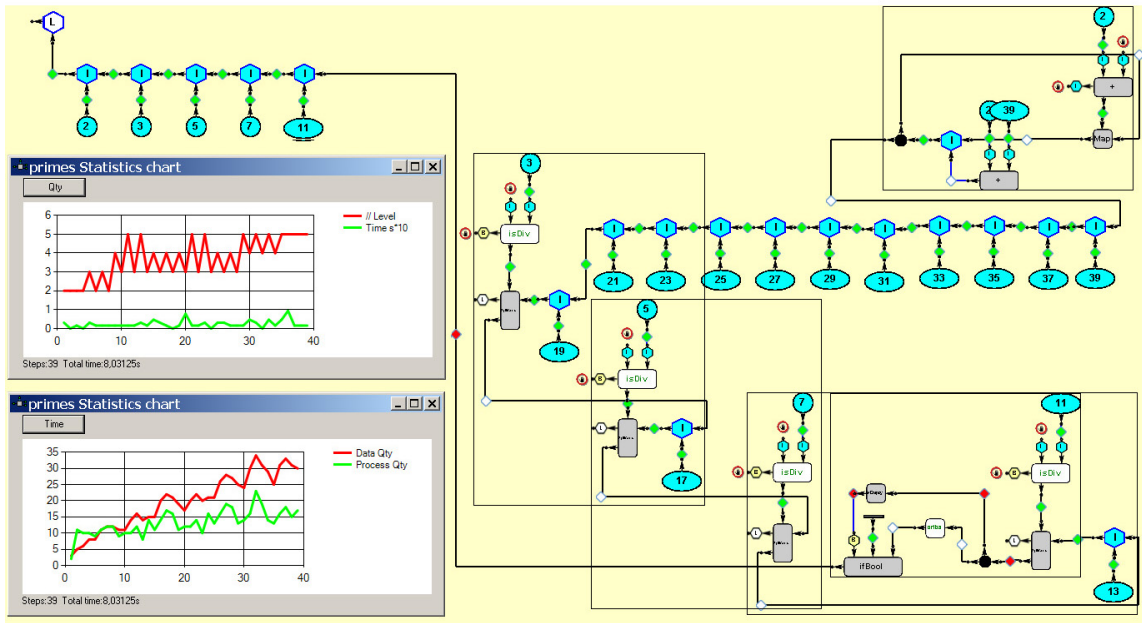 L
2
I I I I I
2
3 5 7 11
+
Map
2 39
I
+
primes Statistics chart
Qty
6
5
4
3
2
1
0
0 10 20 30 40
// Level
Time s*10
Steps:39 Total time:8,03125s
3
I I
B
isDiv
L
I
19
I I I I I I I I I I
21 23 25 27 29 31 33 35 37 39
5
I I
B
isDiv
L
I
17
primes Statistics chart
Time
35
30
25
20
15
10
5
0
0 10 20 30 40
Data Qty
Process Qty
Steps:39 Total time:8,03125s
7
I I
B
isDiv
L
11
I I
B
isDiv
L
I
13
B
ifBool